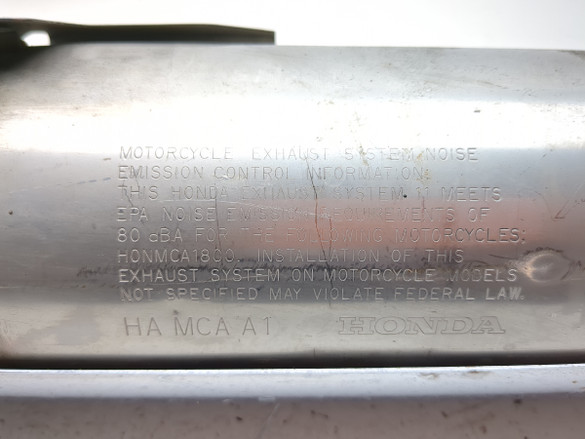 MOTORCYCLE EXHAUST SYSTEM NOISE
EMISSION CONTROL INFORMATION:
THIS HONDA EXHAUST SYSTEM MEETS
EPA NOISE EMISSION REQUIREMENTS OF
80 dBA FOR THE FOLLOWING MOTORCYCLES:
INSTALLATION OF THIS
EXHAUST SYSTEM ON MOTORCYCLE MODELS
NOT SPECIFIED MAY VIOLATE FEDERAL LAW.
HA MCA A1 HONDA